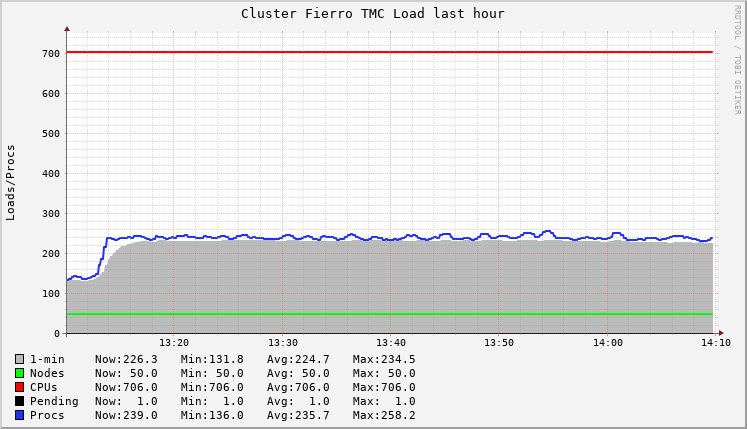 Cluster Fierro TMC Load last hour
RRDTOOL / TOBI OETIKER
Loads/Procs
700
600
500
400
300
200
100
0
13:20 13:30 13:40 13:50 14:00 14:10
1-min Now:226.3 Min:131.8 Avg:224.7 Max:234.5
Nodes Now: 50.0 Min: 50.0 Avg: 50.0 Max: 50.0
CPUs Now:706.0 Min:706.0 Avg:706.0 Max:706.0
Pending Now: 1.0 Min: 1.0 Avg: 1.0 Max: 1.0
Procs Now:239.0 Min:136.0 Avg:235.7 Max:258.2